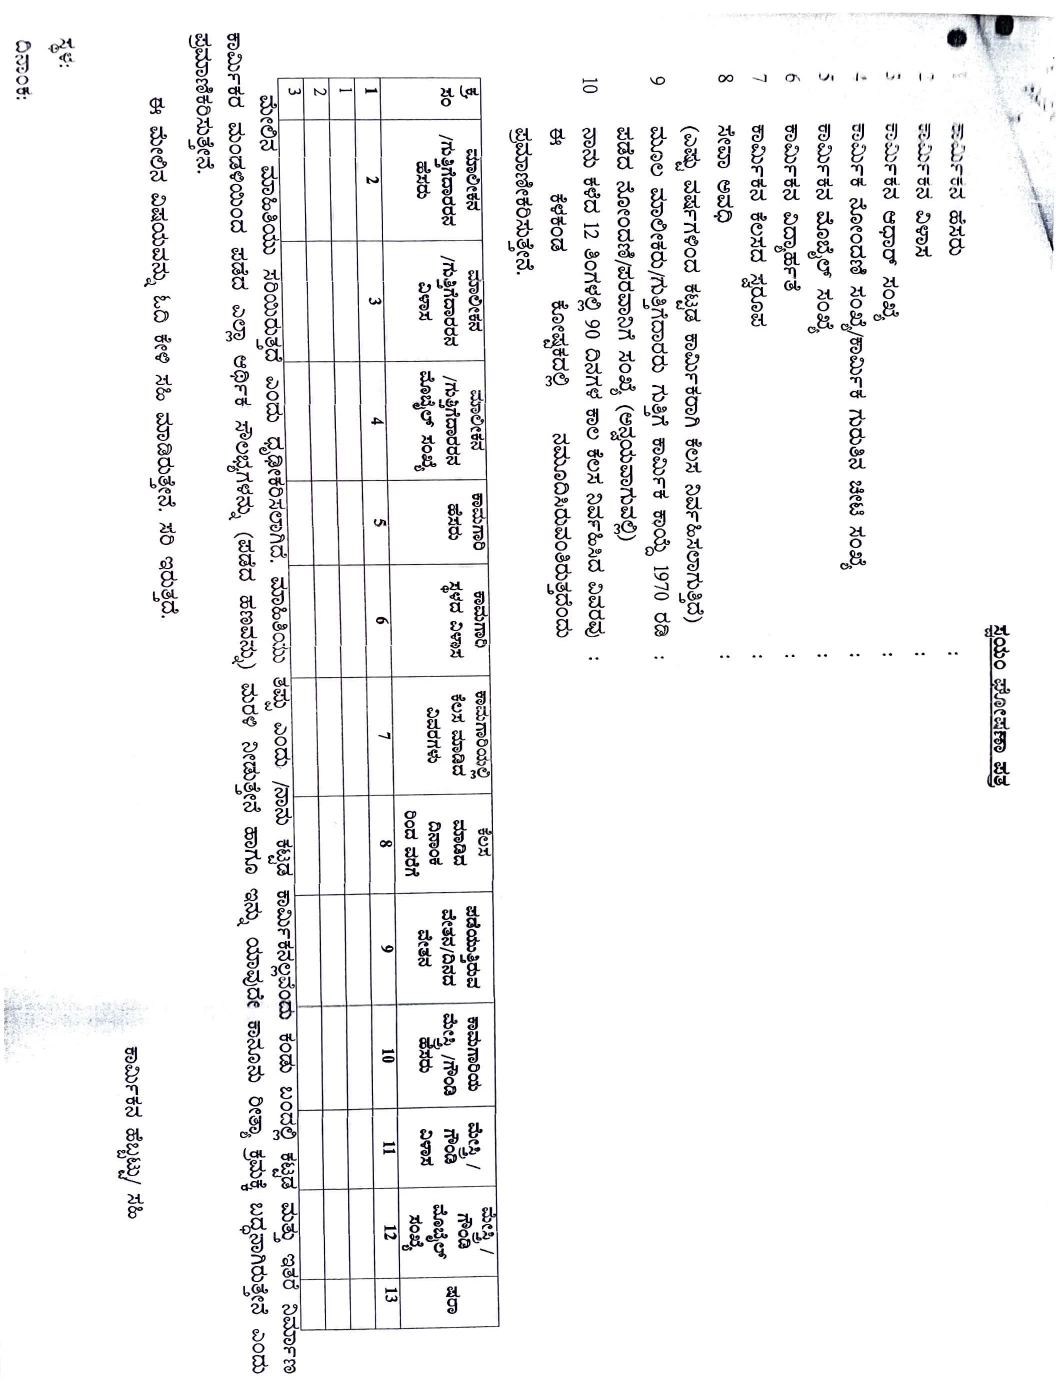 ಸ್ವಯಂ ಘೋಷಣಾ ಪತ್ರ
1 ಕಾರ್ಮಿಕನ ಹೆಸರು :
2 ಕಾರ್ಮಿಕನ ವಿಳಾಸ :
3 ಕಾರ್ಮಿಕನ ಆಧಾರ್ ಸಂಖ್ಯೆ :
4 ಕಾರ್ಮಿಕ ನೋಂದಣಿ ಸಂಖ್ಯೆ/ಕಾರ್ಮಿಕ ಗುರುತಿನ ಚೀಟಿ ಸಂಖ್ಯೆ :
5 ಕಾರ್ಮಿಕನ ಮೊಬೈಲ್ ಸಂಖ್ಯೆ :
6 ಕಾರ್ಮಿಕನ ವಿದ್ಯಾರ್ಹತೆ :
7 ಕಾರ್ಮಿಕನ ಕೆಲಸದ ಸ್ವರೂಪ :
8 ಸೇವಾ ಅವಧಿ :
(ಎಷ್ಟು ವರ್ಷಗಳಿಂದ ಕಟ್ಟಡ ಕಾರ್ಮಿಕರಾಗಿ ಕೆಲಸ ನಿರ್ವಹಿಸಲಾಗುತ್ತಿದೆ)
9 ಮೂಲ ಮಾಲೀಕರು/ಗುತ್ತಿಗೆದಾರರು ಗುತ್ತಿಗೆ ಕಾರ್ಮಿಕ ಕಾಯ್ದೆ 1970 ರಡಿ :
ಪಡೆದ ನೋಂದಣಿ/ಪರವಾನಿಗೆ ಸಂಖ್ಯೆ (ಅನ್ವಯವಾಗುವಲ್ಲಿ)
10 ನಾನು ಕಳೆದ 12 ತಿಂಗಳಲ್ಲಿ 90 ದಿನಗಳ ಕಾಲ ಕೆಲಸ ನಿರ್ವಹಿಸಿದ ವಿವರವು :
ಈ ಕೆಳಕಂಡ ಕೋಷ್ಟಕದಲ್ಲಿ ನಮೂದಿಸಿರುವಂತಿರುತ್ತದೆಂದು
ಪ್ರಮಾಣೀಕರಿಸುತ್ತೇನೆ.
ಕ್ರ ಸಂ
ಮಾಲೀಕನ /ಗುತ್ತಿಗೆದಾರರನ ಹೆಸರು
ಮಾಲೀಕನ /ಗುತ್ತಿಗೆದಾರರನ ವಿಳಾಸ
ಮಾಲೀಕನ /ಗುತ್ತಿಗೆದಾರರನ ಮೊಬೈಲ್ ಸಂಖ್ಯೆ
ಕಾಮಗಾರಿ ಹೆಸರು
ಕಾಮಗಾರಿ ಸ್ಥಳದ ವಿಳಾಸ
ಕಾಮಗಾರಿಯಲ್ಲಿ ಕೆಲಸ ಮಾಡಿದ ವಿವರಗಳು
ಕೆಲಸ ಮಾಡಿದ ದಿನಾಂಕ ರಿಂದ ವರೆಗೆ
ಪಡೆಯುತ್ತಿರುವ ವೇತನ/ದಿನದ ವೇತನ
ಕಾಮಗಾರಿಯ ಮೇಸ್ತ್ರಿ /ಗೌಂಡಿ ಹೆಸರು
ಮೇಸ್ತ್ರಿ / ಗೌಂಡಿ ವಿಳಾಸ
ಮೇಸ್ತ್ರಿ / ಗೌಂಡಿ ಮೊಬೈಲ್ ಸಂಖ್ಯೆ
ಷರಾ
1 2 3 4 5 6 7 8 9 10 11 12 13
1
2
3
ಮೇಲಿನ ಮಾಹಿತಿಯು ಸರಿಯಿರುತ್ತದೆ ಎಂದು ಧೃಢೀಕರಿಸಲಾಗಿದೆ. ಮಾಹಿತಿಯು ತಪ್ಪು ಎಂದು /ನಾನು ಕಟ್ಟಡ ಕಾರ್ಮಿಕನಲ್ಲವೆಂದು ಕಂಡು ಬಂದಲ್ಲಿ ಕಟ್ಟಡ ಮತ್ತು ಇತರೆ ನಿರ್ಮಾಣ
ಕಾರ್ಮಿಕರ ಮಂಡಳಿಯಿಂದ ಪಡೆದ ಎಲ್ಲಾ ಆರ್ಥಿಕ ಸೌಲಭ್ಯಗಳನ್ನು (ಪಡೆದ ಹಣವನ್ನು) ಮರಳಿ ನೀಡುತ್ತೇನೆ ಹಾಗೂ ಇನ್ನು ಯಾವುದೇ ಕಾನೂನು ರೀತ್ಯಾ ಕ್ರಮಕ್ಕೆ ಬದ್ಧನಾಗಿರುತ್ತೇನೆ ಎಂದು
ಪ್ರಮಾಣಿಕರಿಸುತ್ತೇನೆ.
ಈ ಮೇಲಿನ ವಿಷಯವನ್ನು ಓದಿ ಕೇಳಿ ಸಹಿ ಮಾಡಿರುತ್ತೇನೆ. ಸರಿ ಇರುತ್ತದೆ.
ಕಾರ್ಮಿಕನ ಹೆಬ್ಬಟ್ಟು/ ಸಹಿ
ಸ್ಥಳ:
ದಿನಾಂಕ: